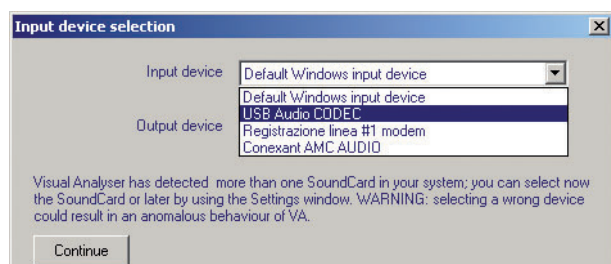 Input device selection
Input device
Default Windows input device
Default Windows input device
USB Audio CODEC
Output device
Registrazione linea #1 modem
Conexant AMC AUDIO
Visual Analyser has detected more than one SoundCard in your system; you can select now
the SoundCard or later by using the Settings window. WARNING: selecting a wrong device
could result in an anomalous behaviour of VA.
Continue